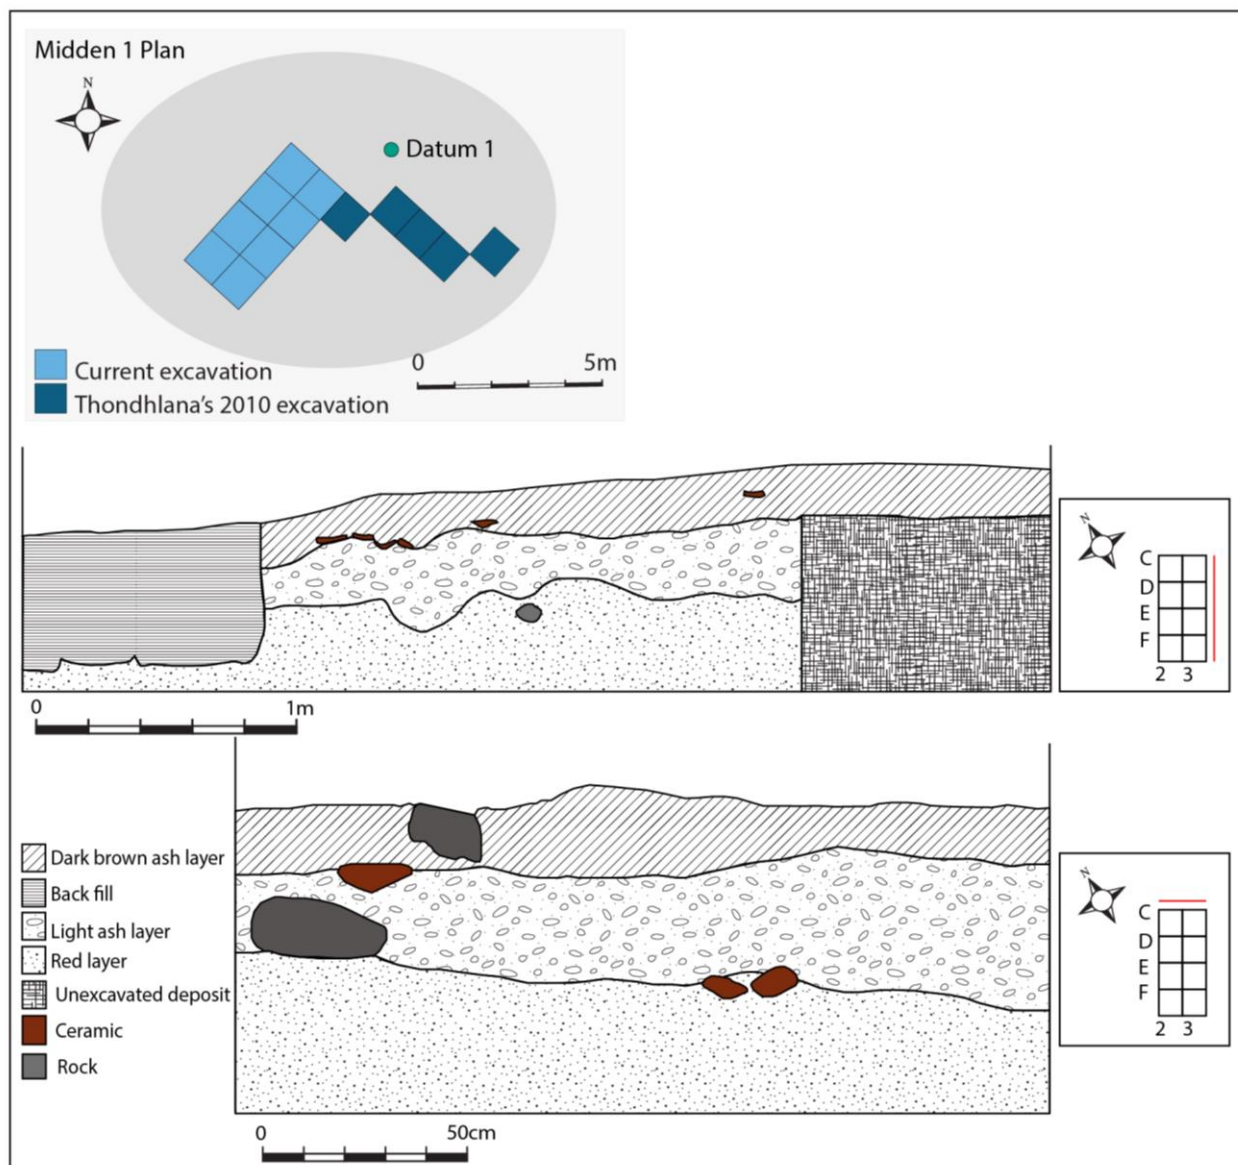 Midden 1 Plan
N
Datum 1
Current excavation
Thondhlana's 2010 excavation
0 5m
N
C
D
E
F
2 3
0 1m
Dark brown ash layer
Back fill
Light ash layer
Red layer
Unexcavated deposit
Ceramic
Rock
N
C
D
E
F
2 3
0 50cm